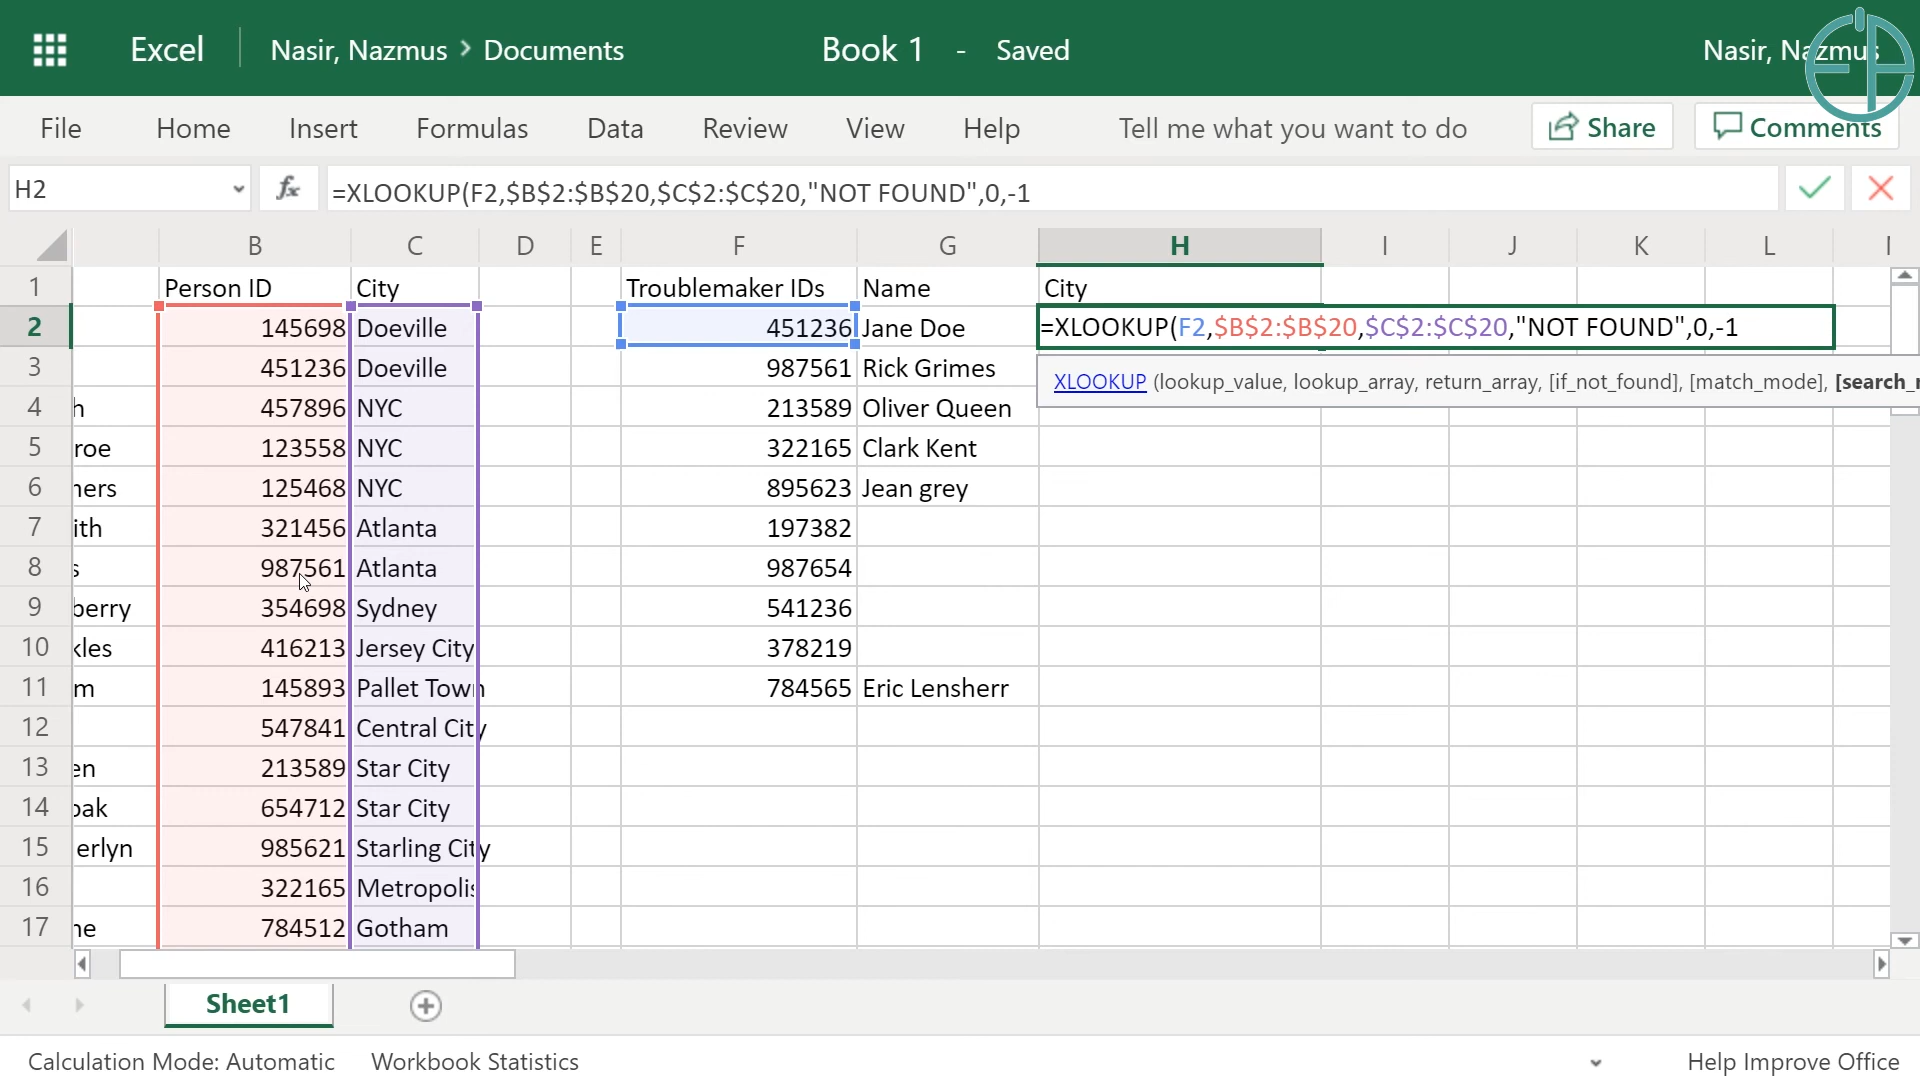 Excel Nasir, Nazmus > Documents Book 1 - Saved Nasir, Nazmus
File Home Insert Formulas Data Review View Help Tell me what you want to do Share Comments
H2 fx =XLOOKUP(F2,$B$2:$B$20,$C$2:$C$20,"NOT FOUND",0,-1
B C D E F G H I J K L
1 Person ID City Troublemaker IDs Name City
2 145698 Doeville 451236 Jane Doe =XLOOKUP(F2,$B$2:$B$20,$C$2:$C$20,"NOT FOUND",0,-1
3 451236 Doeville 987561 Rick Grimes XLOOKUP (lookup_value, lookup_array, return_array, [if_not_found], [match_mode], [search_
4 h 457896 NYC 213589 Oliver Queen
5 roe 123558 NYC 322165 Clark Kent
6 ners 125468 NYC 895623 Jean grey
7 ith 321456 Atlanta 197382
8 s 987561 Atlanta 987654
9 berry 354698 Sydney 541236
10 kles 416213 Jersey City 378219
11 m 145893 Pallet Town 784565 Eric Lensherr
12 547841 Central City
13 en 213589 Star City
14 oak 654712 Star City
15 erlyn 985621 Starling City
16 322165 Metropolis
17 ne 784512 Gotham
Sheet1
Calculation Mode: Automatic Workbook Statistics Help Improve Office